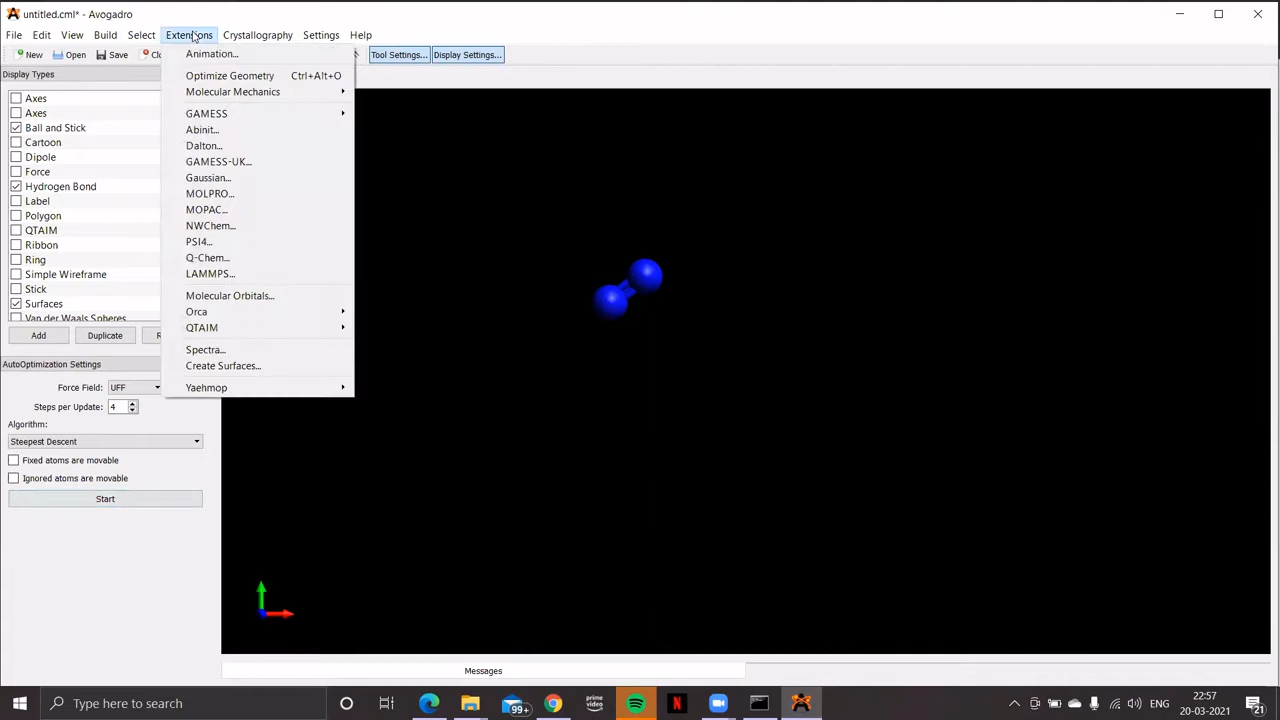 untitled.cml* - Avogadro
File Edit View Build Select Extensions Crystallography Settings Help
New Open Save Clo Tool Settings... Display Settings...
Display Types
Axes
Axes
Ball and Stick
Cartoon
Dipole
Force
Hydrogen Bond
Label
Polygon
QTAIM
Ribbon
Ring
Simple Wireframe
Stick
Surfaces
Van der Waals Spheres
Add Duplicate R
AutoOptimization Settings
Force Field: UFF
Steps per Update: 4
Algorithm:
Steepest Descent
Fixed atoms are movable
Ignored atoms are movable
Start
Animation...
Optimize Geometry Ctrl+Alt+O
Molecular Mechanics
GAMESS
Abinit...
Dalton...
GAMESS-UK...
Gaussian...
MOLPRO...
MOPAC...
NWChem...
PSI4...
Q-Chem...
LAMMPS...
Molecular Orbitals...
Orca
QTAIM
Spectra...
Create Surfaces...
Yaehmop
Messages
Type here to search
99+
prime video
N
ENG
22:57
20-03-2021
21